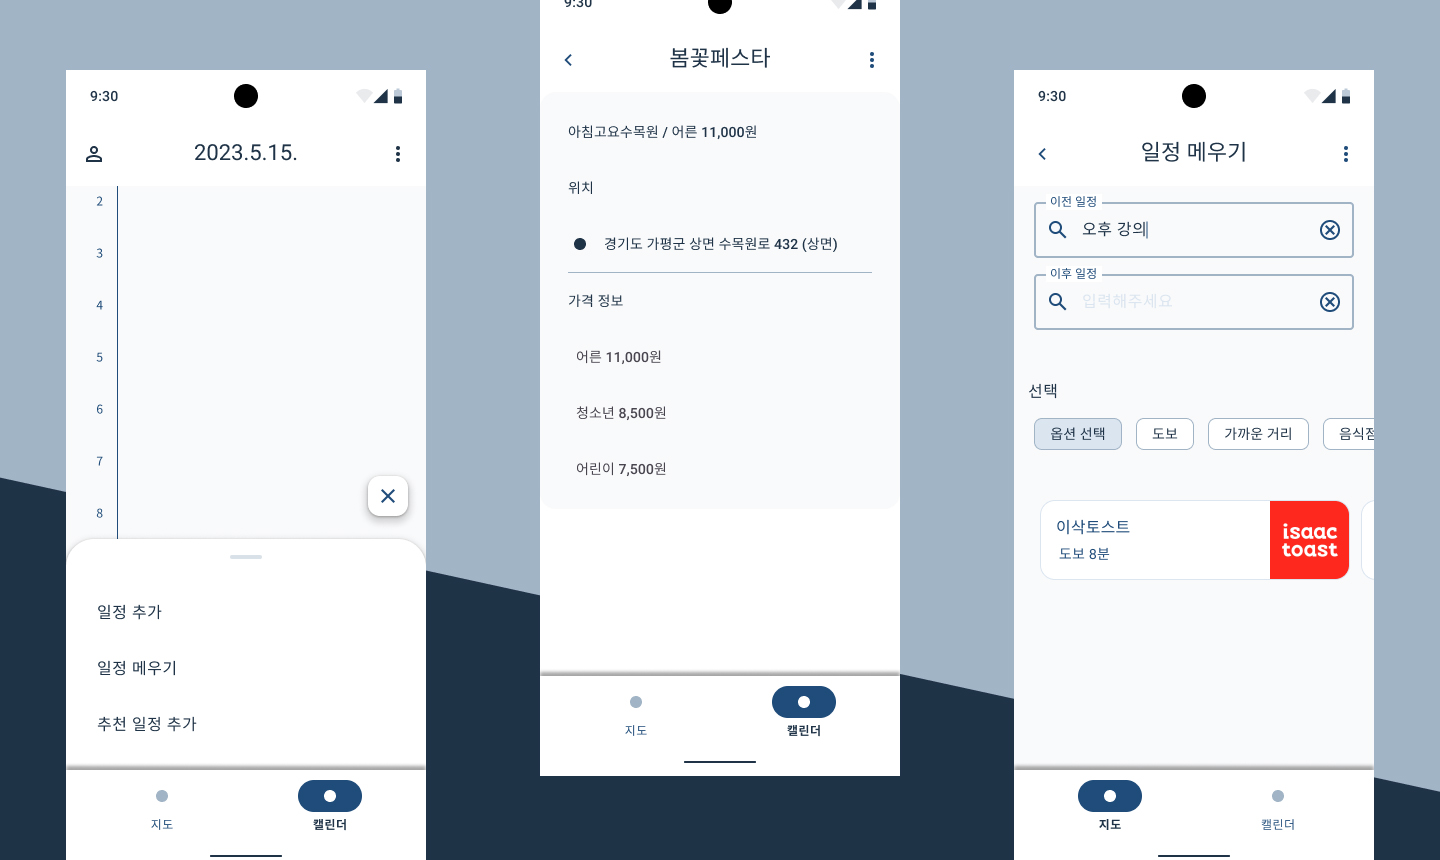 9:30
2023.5.15.
2
3
4
5
6
7
8
일정 추가
일정 메우기
추천 일정 추가
지도
캘린더
9:30
봄꽃페스타
아침고요수목원 / 어른 11,000원
위치
경기도 가평군 상면 수목원로 432 (상면)
가격 정보
어른 11,000원
청소년 8,500원
어린이 7,500원
지도
캘린더
9:30
일정 메우기
이전 일정
오후 강의
이후 일정
입력해주세요
선택
옵션 선택
도보
가까운 거리
음식점
이삭토스트
도보 8분
isaac
toast
지도
캘린더